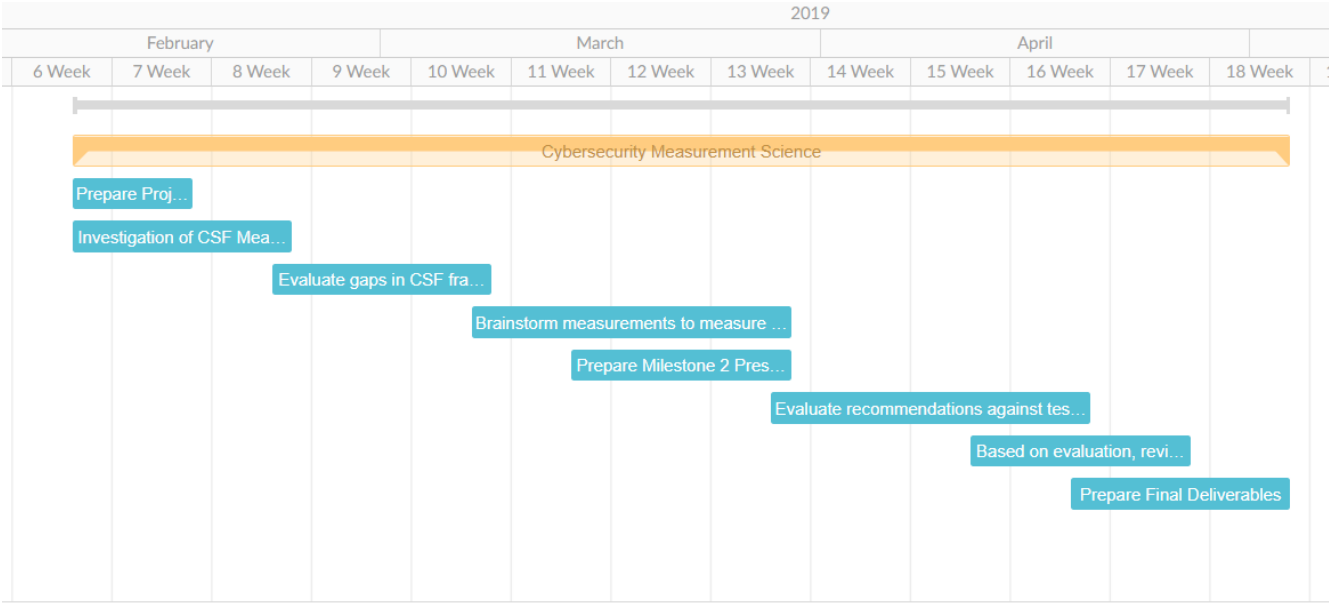 2019
February March April
6 Week 7 Week 8 Week 9 Week 10 Week 11 Week 12 Week 13 Week 14 Week 15 Week 16 Week 17 Week 18 Week
Cybersecurity Measurement Science
Prepare Proj...
Investigation of CSF Mea...
Evaluate gaps in CSF fra...
Brainstorm measurements to measure ...
Prepare Milestone 2 Pres...
Evaluate recommendations against tes...
Based on evaluation, revi...
Prepare Final Deliverables